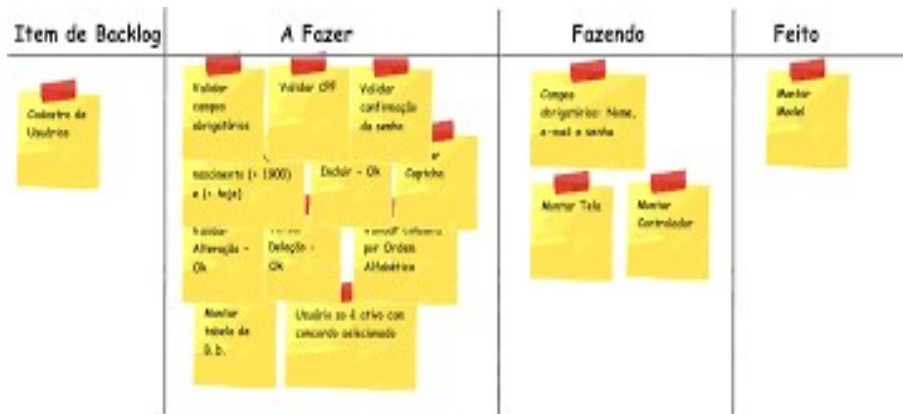 Item de Backlog
A Fazer
Fazendo
Feito
Cadastro de
Usuários
Validar
campos
obrigatórios
Validar CPF
Validar
confirmação
da senha
nascimento (> 1900)
e (< hoje)
Incluir - Ok
Captcha
Alteração -
Ok
Deleção -
Ok
por Ordem
Alfabética
Montar
tabela de
B.D.
Usuário so é ativo com
concordo selecionado
Campos
obrigatórios: Nome,
e-mail e senha
Montar Tela
Montar
Controlador
Montar
Model